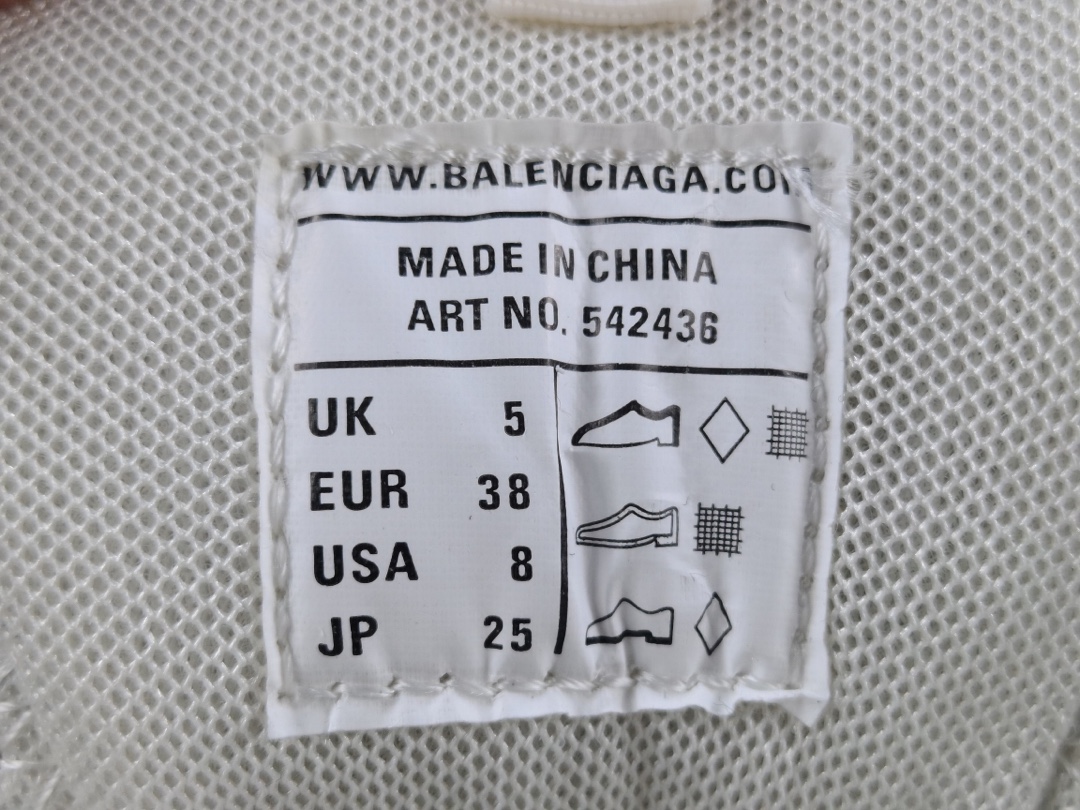 WWW.BALENCIAGA.COM
MADE IN CHINA
ART NO. 542436
UK 5
EUR 38
USA 8
JP 25